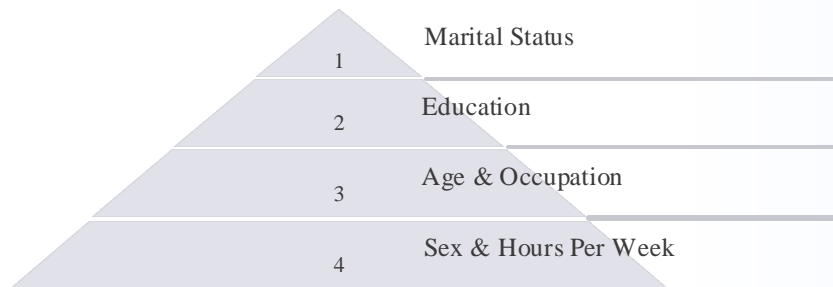 1 Marital Status
2 Education
3 Age & Occupation
4 Sex & Hours Per Week